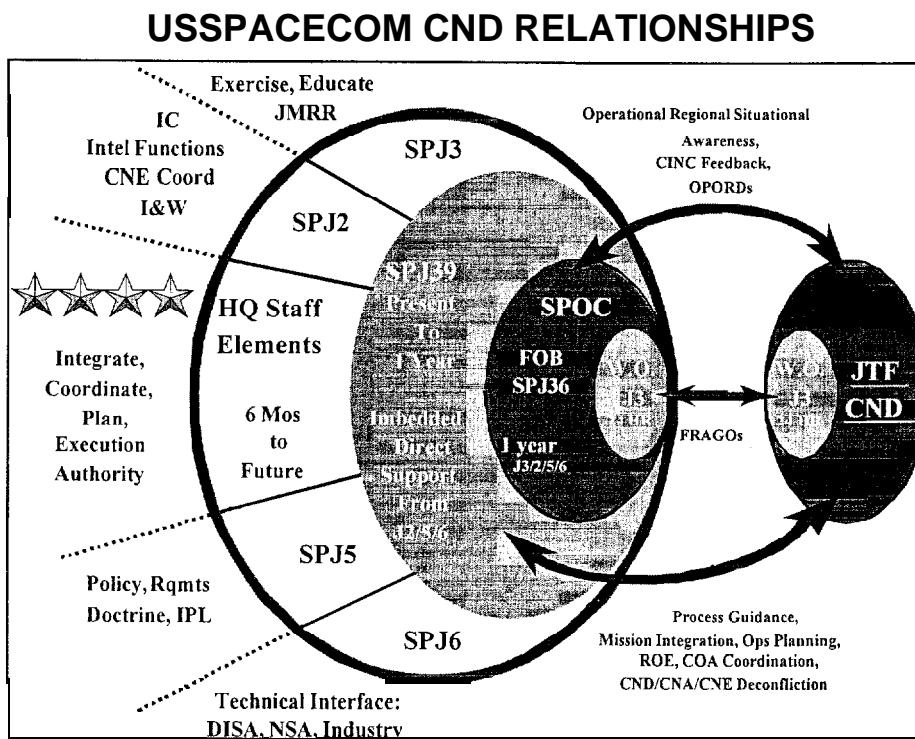 USSPACECOM CND RELATIONSHIPS
Exercise, Educate
JMRR
IC
Intel Functions
CNE Coord
I&W
SPJ3
SPJ2
HQ Staff
Elements
6 Mos
to
Future
SPJ5
SPJ6
Integrate,
Coordinate,
Plan,
Execution
Authority
Policy, Rqmts
Doctrine, IPL
Technical Interface:
DISA, NSA, Industry
SPJ39
Present
To
1 Year
Imbedded
Direct
Support
From
J2/5/6
SPOC
FOB
SPJ36
1 year
J3/2/5/6
W.O.
J3
Operational Regional Situational
Awareness,
CINC Feedback,
OPORDs
FRAGOs
W.O.
J3
JTF
CND
Process Guidance,
Mission Integration, Ops Planning,
ROE, COA Coordination,
CND/CNA/CNE Deconfliction